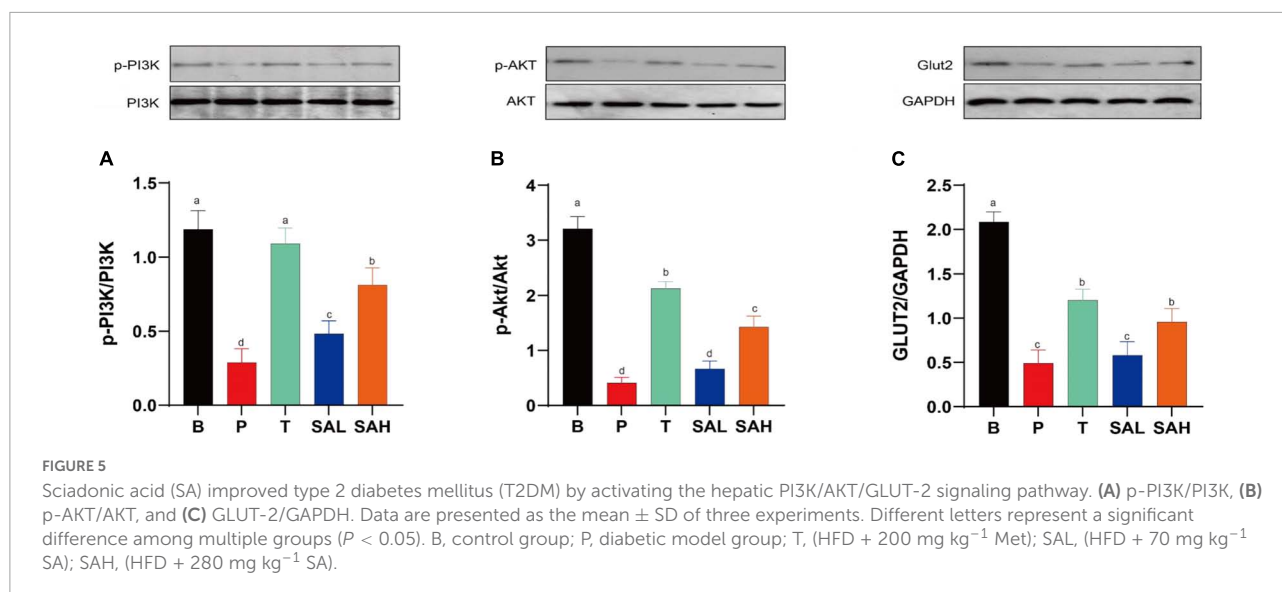 p-PI3K
PI3K
p-AKT
AKT
Glut2
GAPDH
A
p-PI3K/PI3K
1.5
1.0
0.5
0.0
a
d
a
c
b
B P T SAL SAH
B
p-Akt/Akt
4
3
2
1
0
a
d
b
d
c
B P T SAL SAH
C
GLUT2/GAPDH
2.5
2.0
1.5
1.0
0.5
0.0
a
c
b
c
b
B P T SAL SAH
FIGURE 5
Sciadonic acid (SA) improved type 2 diabetes mellitus (T2DM) by activating the hepatic PI3K/AKT/GLUT-2 signaling pathway. (A) p-PI3K/PI3K, (B)
p-AKT/AKT, and (C) GLUT-2/GAPDH. Data are presented as the mean ± SD of three experiments. Different letters represent a significant
difference among multiple groups (P < 0.05). B, control group; P, diabetic model group; T, (HFD + 200 mg kg⁻¹ Met); SAL, (HFD + 70 mg kg⁻¹
SA); SAH, (HFD + 280 mg kg⁻¹ SA).